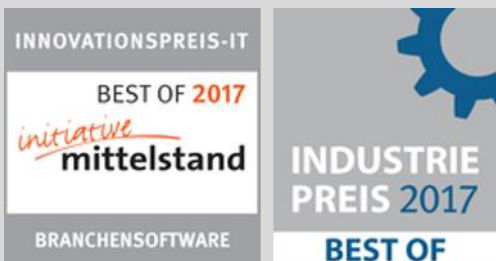 INNOVATIONSPREIS-IT
BEST OF 2017
initiative
mittelstand
BRANCHENSOFTWARE
INDUSTRIE
PREIS 2017
BEST OF